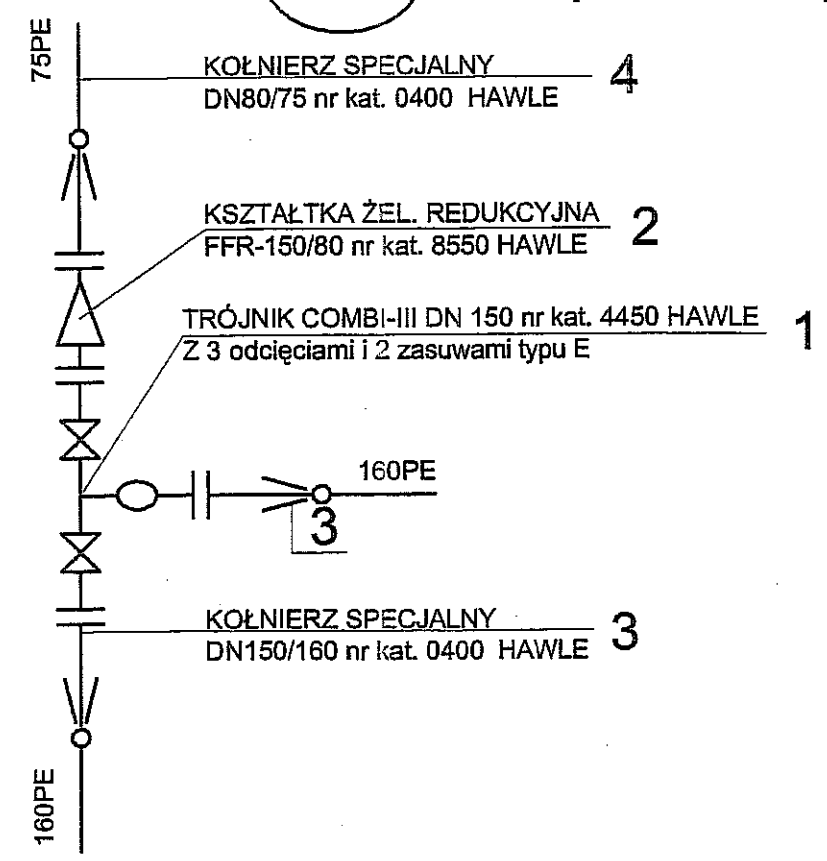 75PE
KOŁNIERZ SPECJALNY
DN80/75 nr kat. 0400 HAWLE
4
KSZTAŁTKA ŻEL. REDUKCYJNA
FFR-150/80 nr kat. 8550 HAWLE
2
TRÓJNIK COMBI-III DN 150 nr kat. 4450 HAWLE
Z 3 odcięciami i 2 zasuwami typu E
1
160PE
3
KOŁNIERZ SPECJALNY
DN150/160 nr kat. 0400 HAWLE
3
160PE